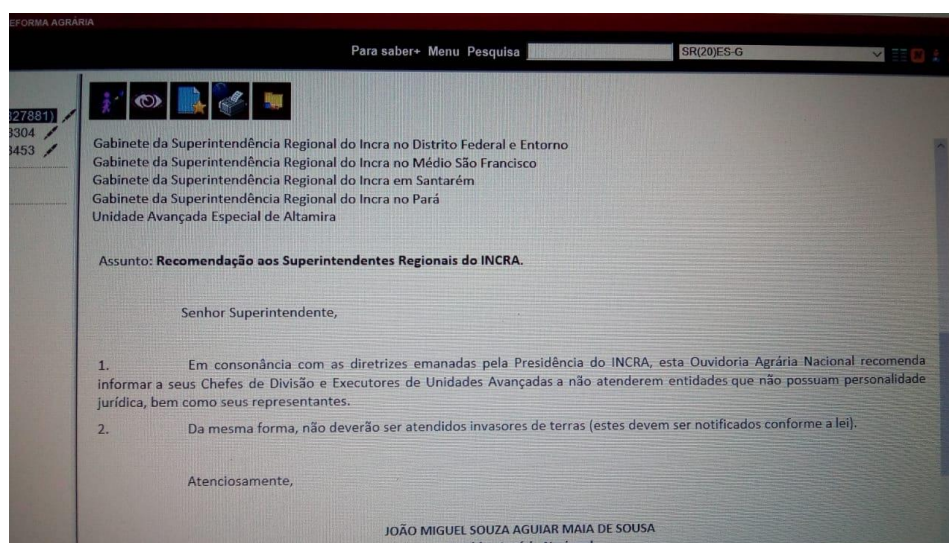 EFORMA AGRÁRIA
Para saber+ Menu Pesquisa SR(20)ES-G
27881)
3304
3453
Gabinete da Superintendência Regional do Incra no Distrito Federal e Entorno
Gabinete da Superintendência Regional do Incra no Médio São Francisco
Gabinete da Superintendência Regional do Incra em Santarém
Gabinete da Superintendência Regional do Incra no Pará
Unidade Avançada Especial de Altamira
Assunto: Recomendação aos Superintendentes Regionais do INCRA.
Senhor Superintendente,
1. Em consonância com as diretrizes emanadas pela Presidência do INCRA, esta Ouvidoria Agrária Nacional recomenda
informar a seus Chefes de Divisão e Executores de Unidades Avançadas a não atenderem entidades que não possuam personalidade
jurídica, bem como seus representantes.
2. Da mesma forma, não deverão ser atendidos invasores de terras (estes devem ser notificados conforme a lei).
Atenciosamente,
JOÃO MIGUEL SOUZA AGUIAR MAIA DE SOUSA